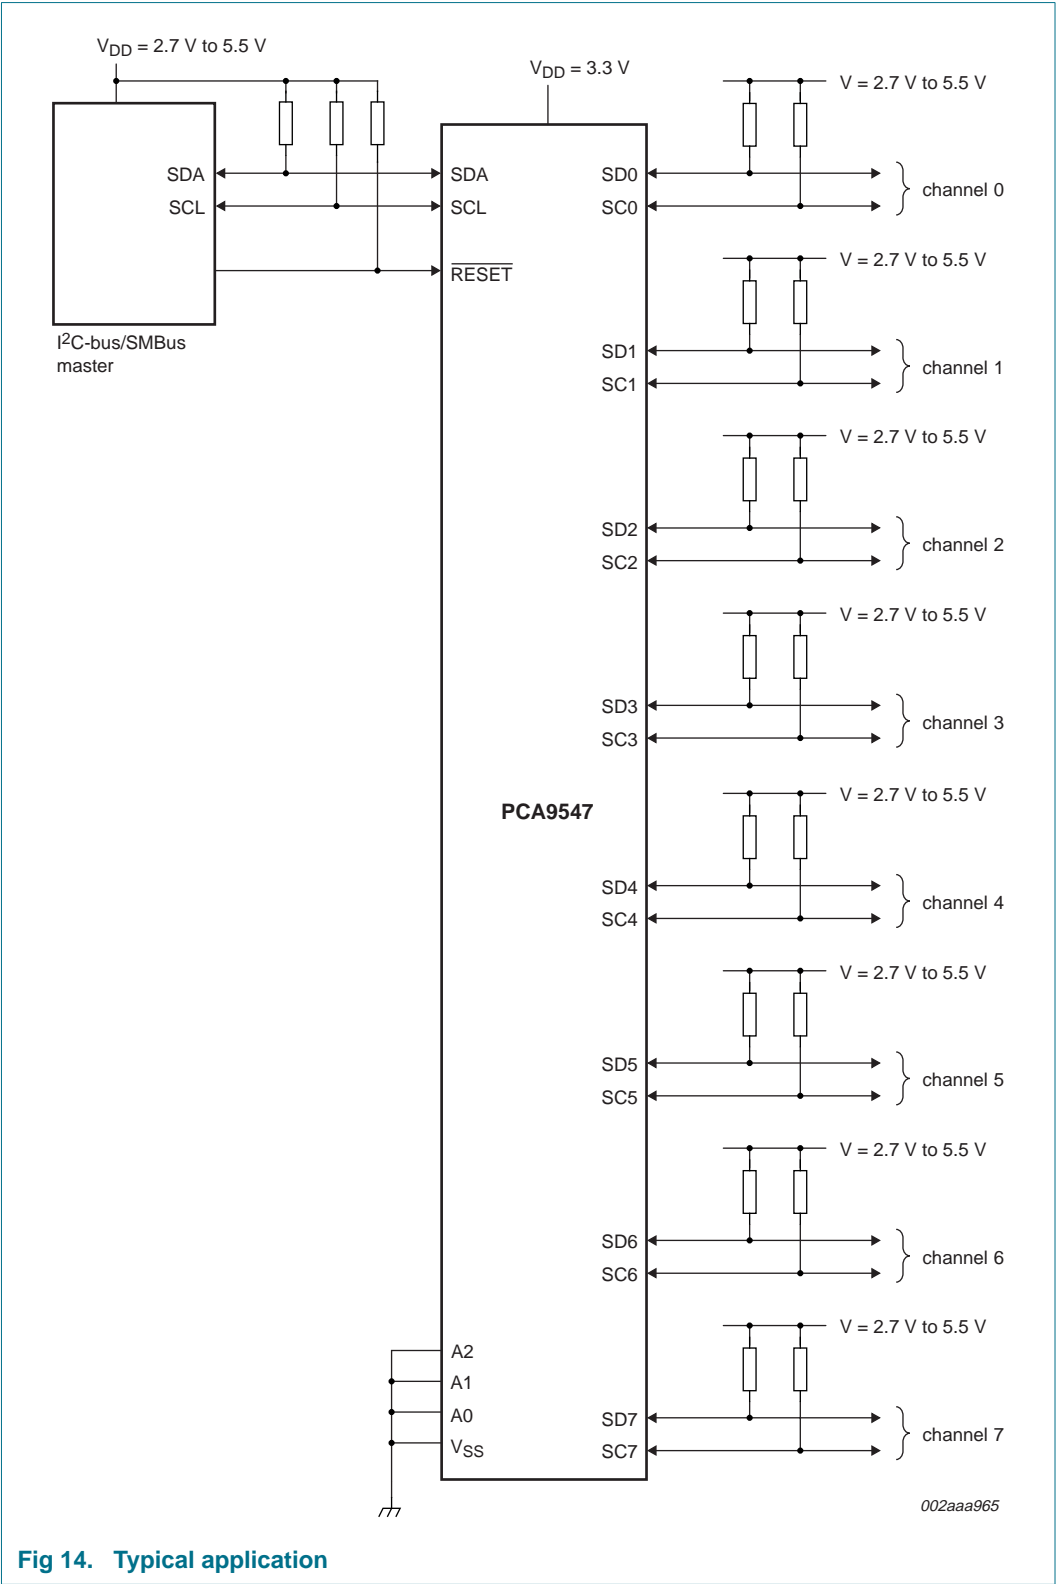 VDD = 2.7 V to 5.5 V
VDD = 3.3 V
V = 2.7 V to 5.5 V
SDA
SCL
SDA
SCL
RESET
SD0
SC0
channel 0
I2C-bus/SMBus
master
V = 2.7 V to 5.5 V
SD1
SC1
channel 1
V = 2.7 V to 5.5 V
SD2
SC2
channel 2
V = 2.7 V to 5.5 V
SD3
SC3
channel 3
PCA9547
V = 2.7 V to 5.5 V
SD4
SC4
channel 4
V = 2.7 V to 5.5 V
SD5
SC5
channel 5
V = 2.7 V to 5.5 V
SD6
SC6
channel 6
V = 2.7 V to 5.5 V
A2
A1
A0
VSS
SD7
SC7
channel 7
002aaa965
Fig 14. Typical application